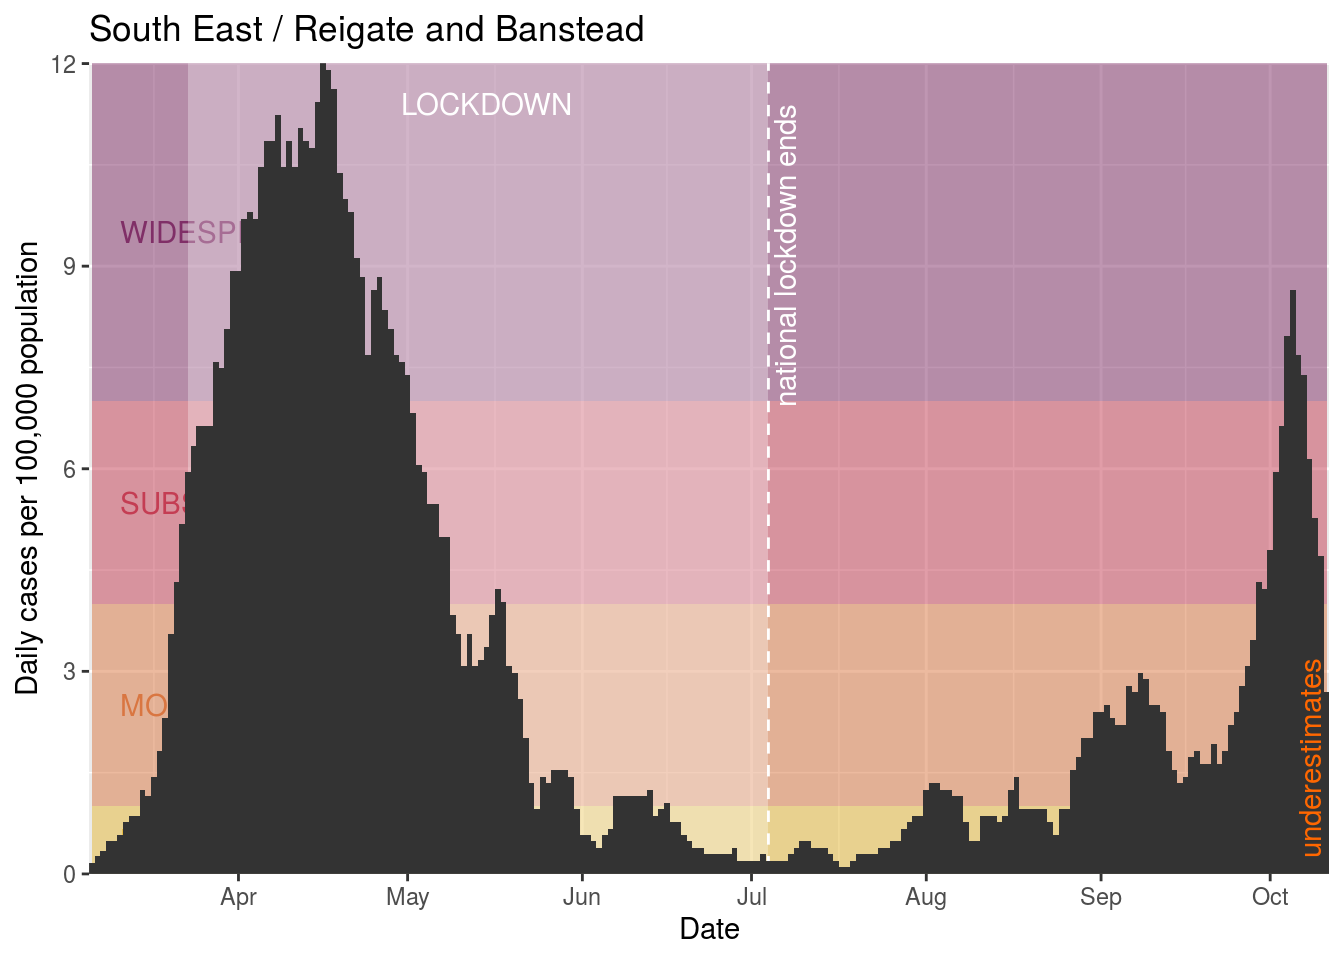 South East / Reigate and Banstead
12
9
6
3
0
Daily cases per 100,000 population
LOCKDOWN
national lockdown ends
underestimates
Apr
May
Jun
Jul
Aug
Sep
Oct
Date